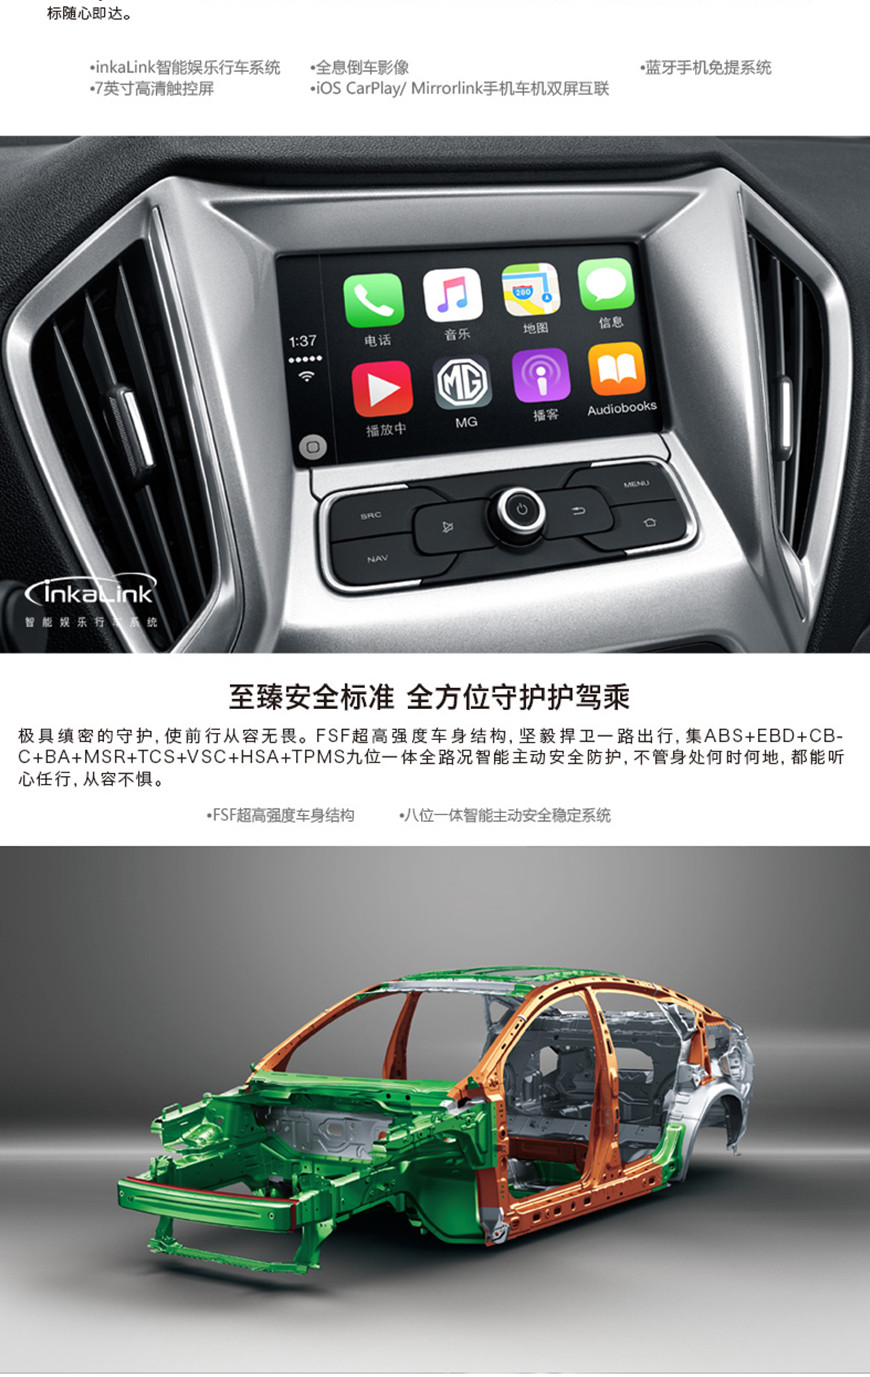 标随心即达。
•inkaLink智能娱乐行车系统 •全息倒车影像 •蓝牙手机免提系统
•7英寸高清触控屏 •iOS CarPlay/ Mirrorlink手机车机双屏互联
电话 音乐 地图 信息
1:37
播放中 MG 播客 Audiobooks
MG
280
SRC MENU
NAV
inkaLink
智能娱乐行车系统
至臻安全标准 全方位守护护驾乘
极具缜密的守护,使前行从容无畏。FSF超高强度车身结构,坚毅捍卫一路出行,集ABS+EBD+CB-
C+BA+MSR+TCS+VSC+HSA+TPMS九位一体全路况智能主动安全防护,不管身处何时何地,都能听
心任行,从容不惧。
•FSF超高强度车身结构 •八位一体智能主动安全稳定系统